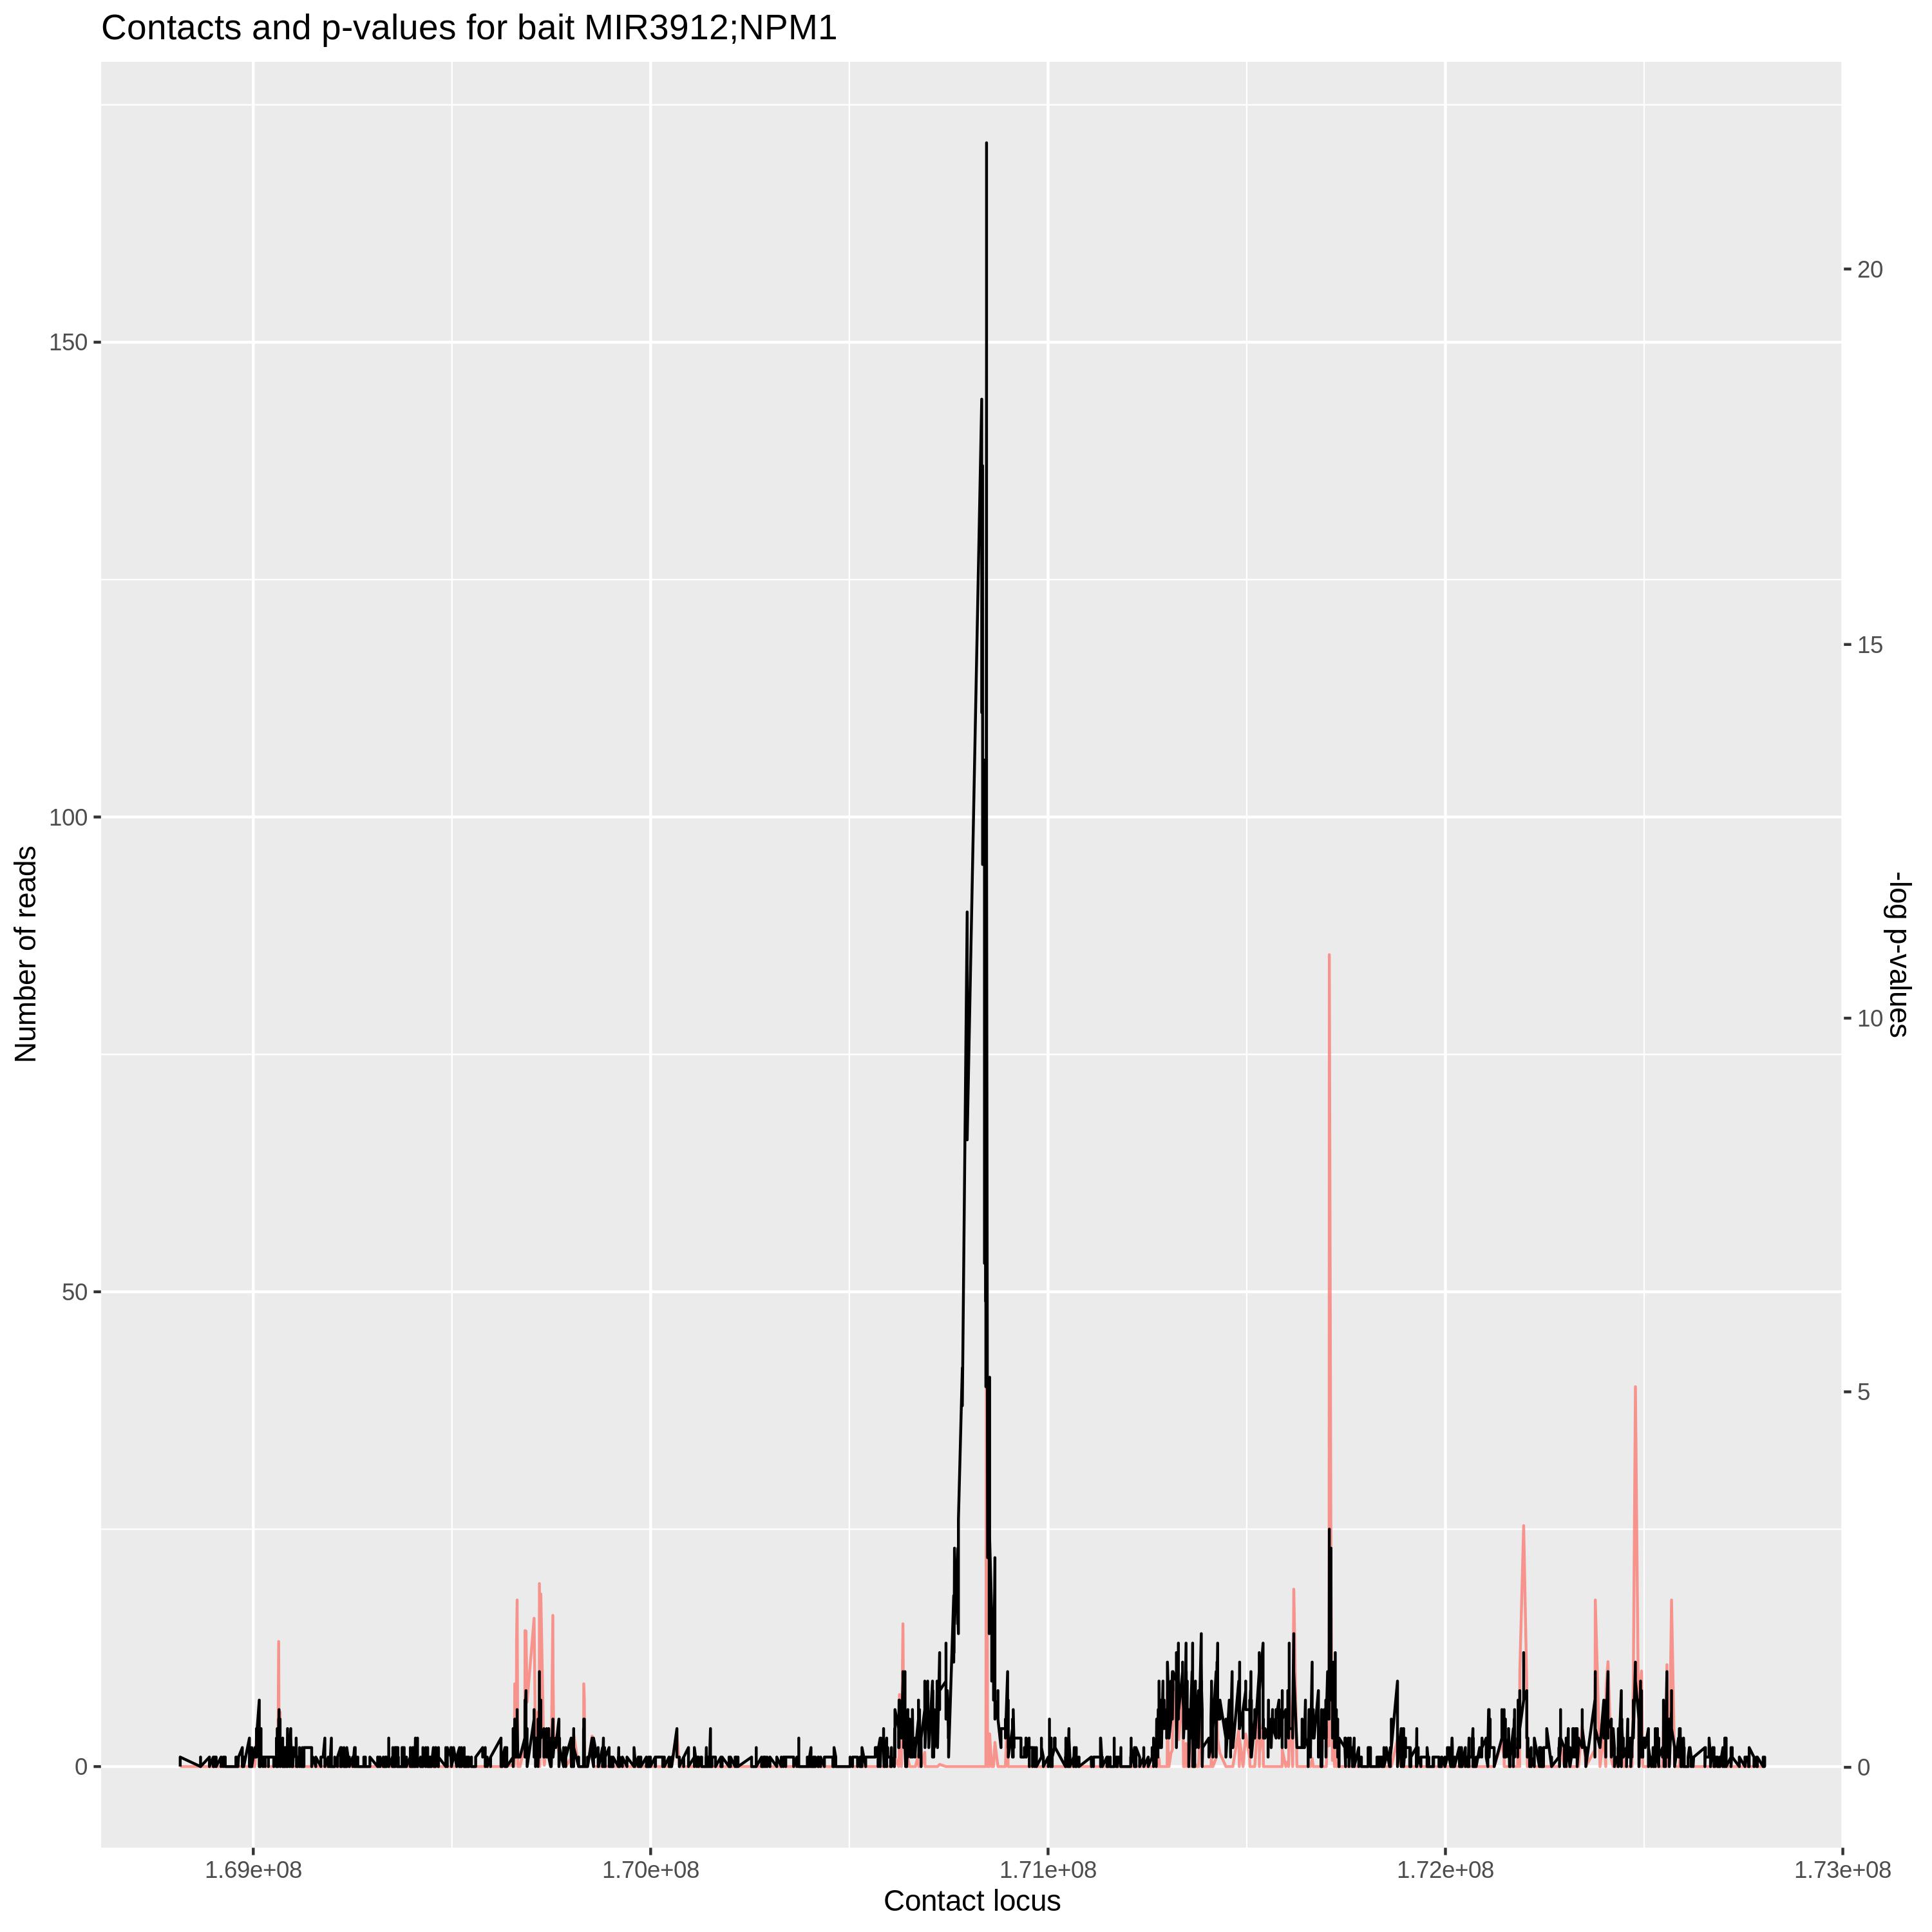 Contacts and p-values for bait MIR3912;NPM1
Number of reads
150
100
50
0
20
15
10
5
0
-log p-values
1.69e+08
1.70e+08
1.71e+08
1.72e+08
1.73e+08
Contact locus